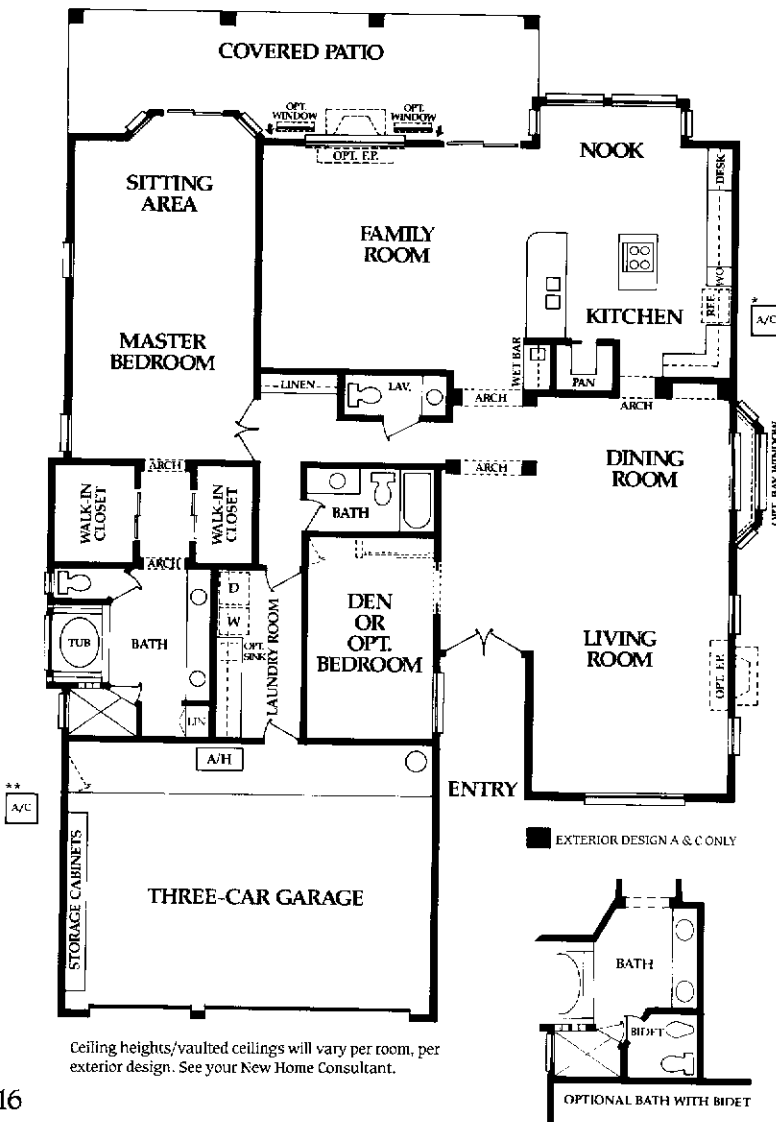 COVERED PATIO
OPT.
WINDOW
OPT.
WINDOW
OPT. F.P.
NOOK
DESK
SITTING
AREA
FAMILY
ROOM
WO
REF.
*
A/C
KITCHEN
MASTER
BEDROOM
WET BAR
PAN
LINEN
LAV.
ARCH
ARCH
OPT. BAY WINDOW
ARCH
ARCH
DINING
ROOM
WALK-IN
CLOSET
WALK-IN
CLOSET
BATH
ARCH
D
W
OPT.
SINK
LAUNDRY ROOM
DEN
OR
OPT.
BEDROOM
TUB
BATH
LIVING
ROOM
OPT. F.P.
LIN
A/H
ENTRY
**
A/C
EXTERIOR DESIGN A & C ONLY
STORAGE CABINETS
THREE-CAR GARAGE
BATH
BIDET
Ceiling heights/vaulted ceilings will vary per room, per
exterior design. See your New Home Consultant.
OPTIONAL BATH WITH BIDET
16